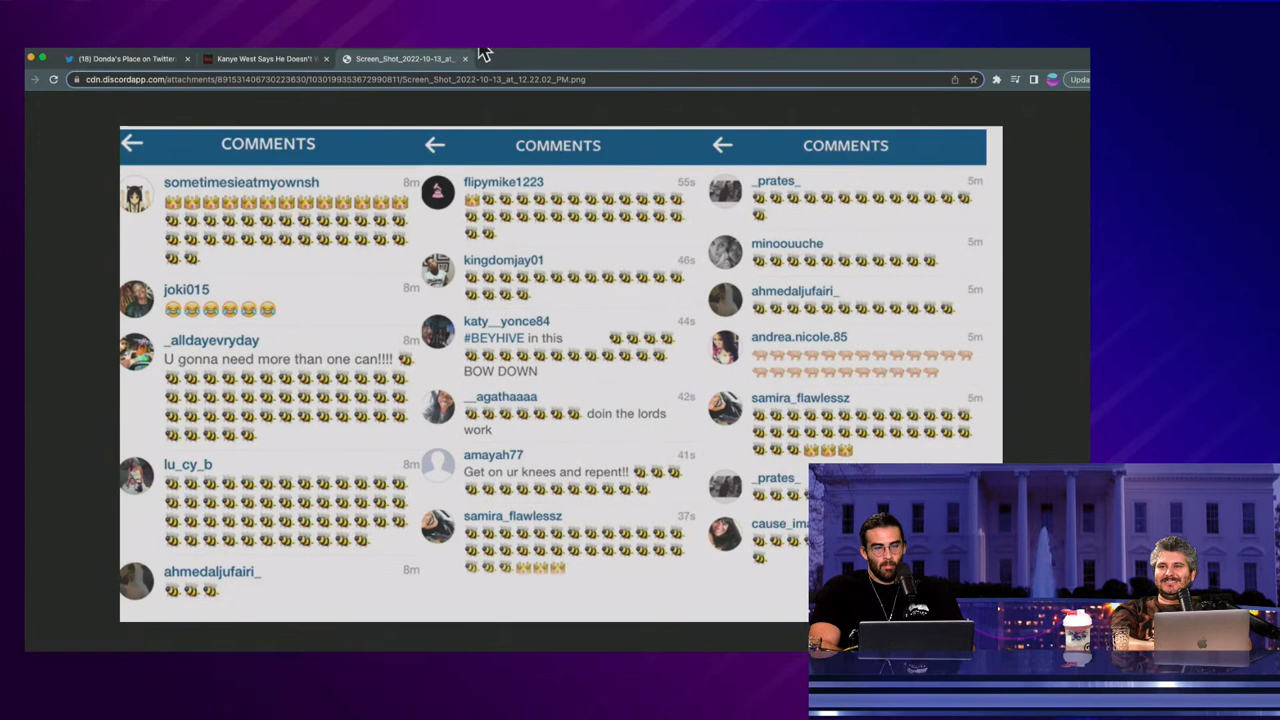 (18) Donda's Place on Twitter
Kanye West Says He Doesn't
Screen_Shot_2022-10-13_at_
cdn.discordapp.com/attachments/891531406730223630/1030199353672990811/Screen_Shot_2022-10-13_at_12.22.02_PM.png
Upda
COMMENTS
sometimesieatmyownsh 8m
👑👑👑👑👑👑👑👑👑👑👑👑👑
🐝🐝🐝🐝🐝🐝🐝🐝🐝🐝🐝🐝🐝
🐝🐝🐝🐝🐝🐝🐝🐝🐝🐝🐝🐝🐝
🐝🐝
joki015 8m
😂😂😂😂😂😂
_alldayevryday 8m
U gonna need more than one can!!!! 🐝
🐝🐝🐝🐝🐝🐝🐝🐝🐝🐝🐝🐝🐝
🐝🐝🐝🐝🐝🐝🐝🐝🐝🐝🐝🐝🐝
🐝🐝🐝🐝🐝🐝🐝🐝🐝🐝🐝🐝🐝
🐝🐝🐝🐝🐝
lu_cy_b 8m
🐝🐝🐝🐝🐝🐝🐝🐝🐝🐝🐝🐝🐝
🐝🐝🐝🐝🐝🐝🐝🐝🐝🐝🐝🐝🐝
🐝🐝🐝🐝🐝🐝🐝🐝🐝🐝🐝🐝🐝
🐝🐝🐝🐝🐝🐝🐝🐝🐝🐝🐝
ahmedaljufairi_ 8m
🐝🐝🐝
COMMENTS
flipymike1223 55s
👑🐝🐝🐝🐝🐝🐝🐝🐝🐝🐝🐝🐝
🐝🐝🐝🐝🐝🐝🐝🐝🐝🐝🐝🐝🐝
🐝🐝
kingdomjay01 46s
🐝🐝🐝🐝🐝🐝🐝🐝🐝🐝🐝🐝🐝
🐝🐝🐝🐝
katy__yonce84 44s
#BEYHIVE in this 🐝🐝🐝🐝
🐝🐝🐝🐝🐝🐝🐝🐝🐝🐝🐝🐝
BOW DOWN
__agathaaaa 42s
🐝🐝🐝🐝🐝🐝🐝 doin the lords
work
amayah77 41s
Get on ur knees and repent!! 🐝🐝🐝
🐝🐝🐝🐝🐝🐝🐝🐝🐝🐝🐝
samira_flawlessz 37s
🐝🐝🐝🐝🐝🐝🐝🐝🐝🐝🐝🐝🐝
🐝🐝🐝🐝🐝🐝🐝🐝🐝🐝🐝🐝🐝
🐝🐝🐝👑👑👑
COMMENTS
_prates_ 5m
🐝🐝🐝🐝🐝🐝🐝🐝🐝🐝🐝🐝🐝
🐝
minoouuche 5m
🐝🐝🐝🐝🐝🐝🐝🐝🐝🐝🐝
ahmedaljufairi_ 5m
🐝🐝🐝🐝🐝🐝🐝🐝🐝🐝🐝🐝
andrea.nicole.85 5m
🐖🐖🐖🐖🐖🐖🐖🐖🐖🐖🐖🐖🐖
🐖🐖🐖🐖🐖🐖🐖🐖🐖🐖🐖
samira_flawlessz 5m
🐝🐝🐝🐝🐝🐝🐝🐝🐝🐝🐝🐝🐝
🐝🐝🐝🐝🐝🐝🐝🐝🐝🐝🐝🐝🐝
🐝🐝🐝👑👑👑
_prates_
🐝🐝🐝
cause_ima
🐝🐝🐝
🐝